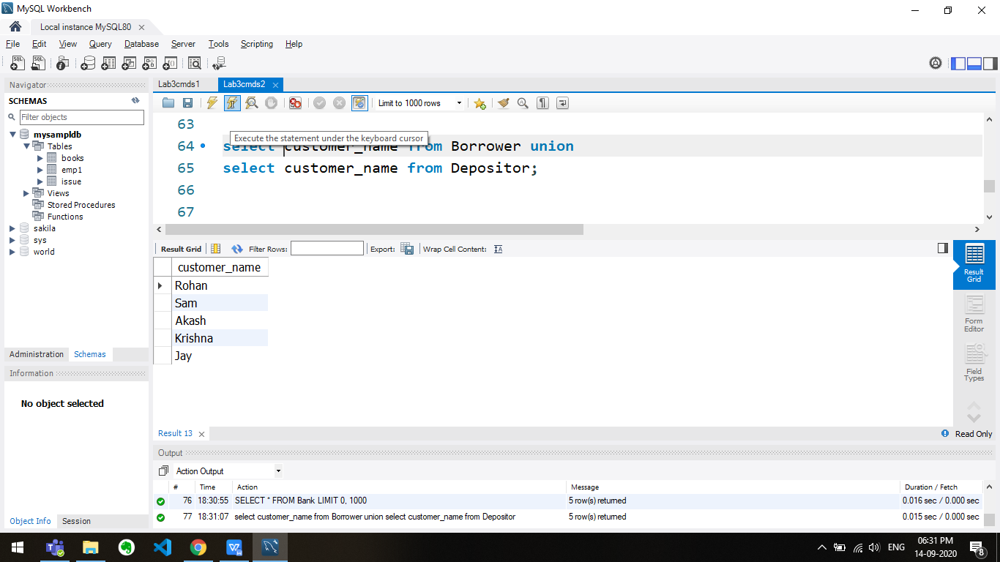 MySQL Workbench
Local instance MySQL80
File Edit View Query Database Server Tools Scripting Help
Navigator
SCHEMAS
Filter objects
mysampldb
Tables
books
emp1
issue
Views
Stored Procedures
Functions
sakila
sys
world
Administration Schemas
Information
No object selected
Object Info Session
Lab3cmds1 Lab3cmds2
Limit to 1000 rows
63
Execute the statement under the keyboard cursor
64 select customer_name from Borrower union
65 select customer_name from Depositor;
66
67
Result Grid Filter Rows: Export: Wrap Cell Content:
customer_name
Rohan
Sam
Akash
Krishna
Jay
Result Grid
Form Editor
Field Types
Result 13 Read Only
Output
Action Output
# Time Action Message Duration / Fetch
76 18:30:55 SELECT * FROM Bank LIMIT 0, 1000 5 row(s) returned 0.016 sec / 0.000 sec
77 18:31:07 select customer_name from Borrower union select customer_name from Depositor 5 row(s) returned 0.015 sec / 0.000 sec
ENG 06:31 PM
14-09-2020 8